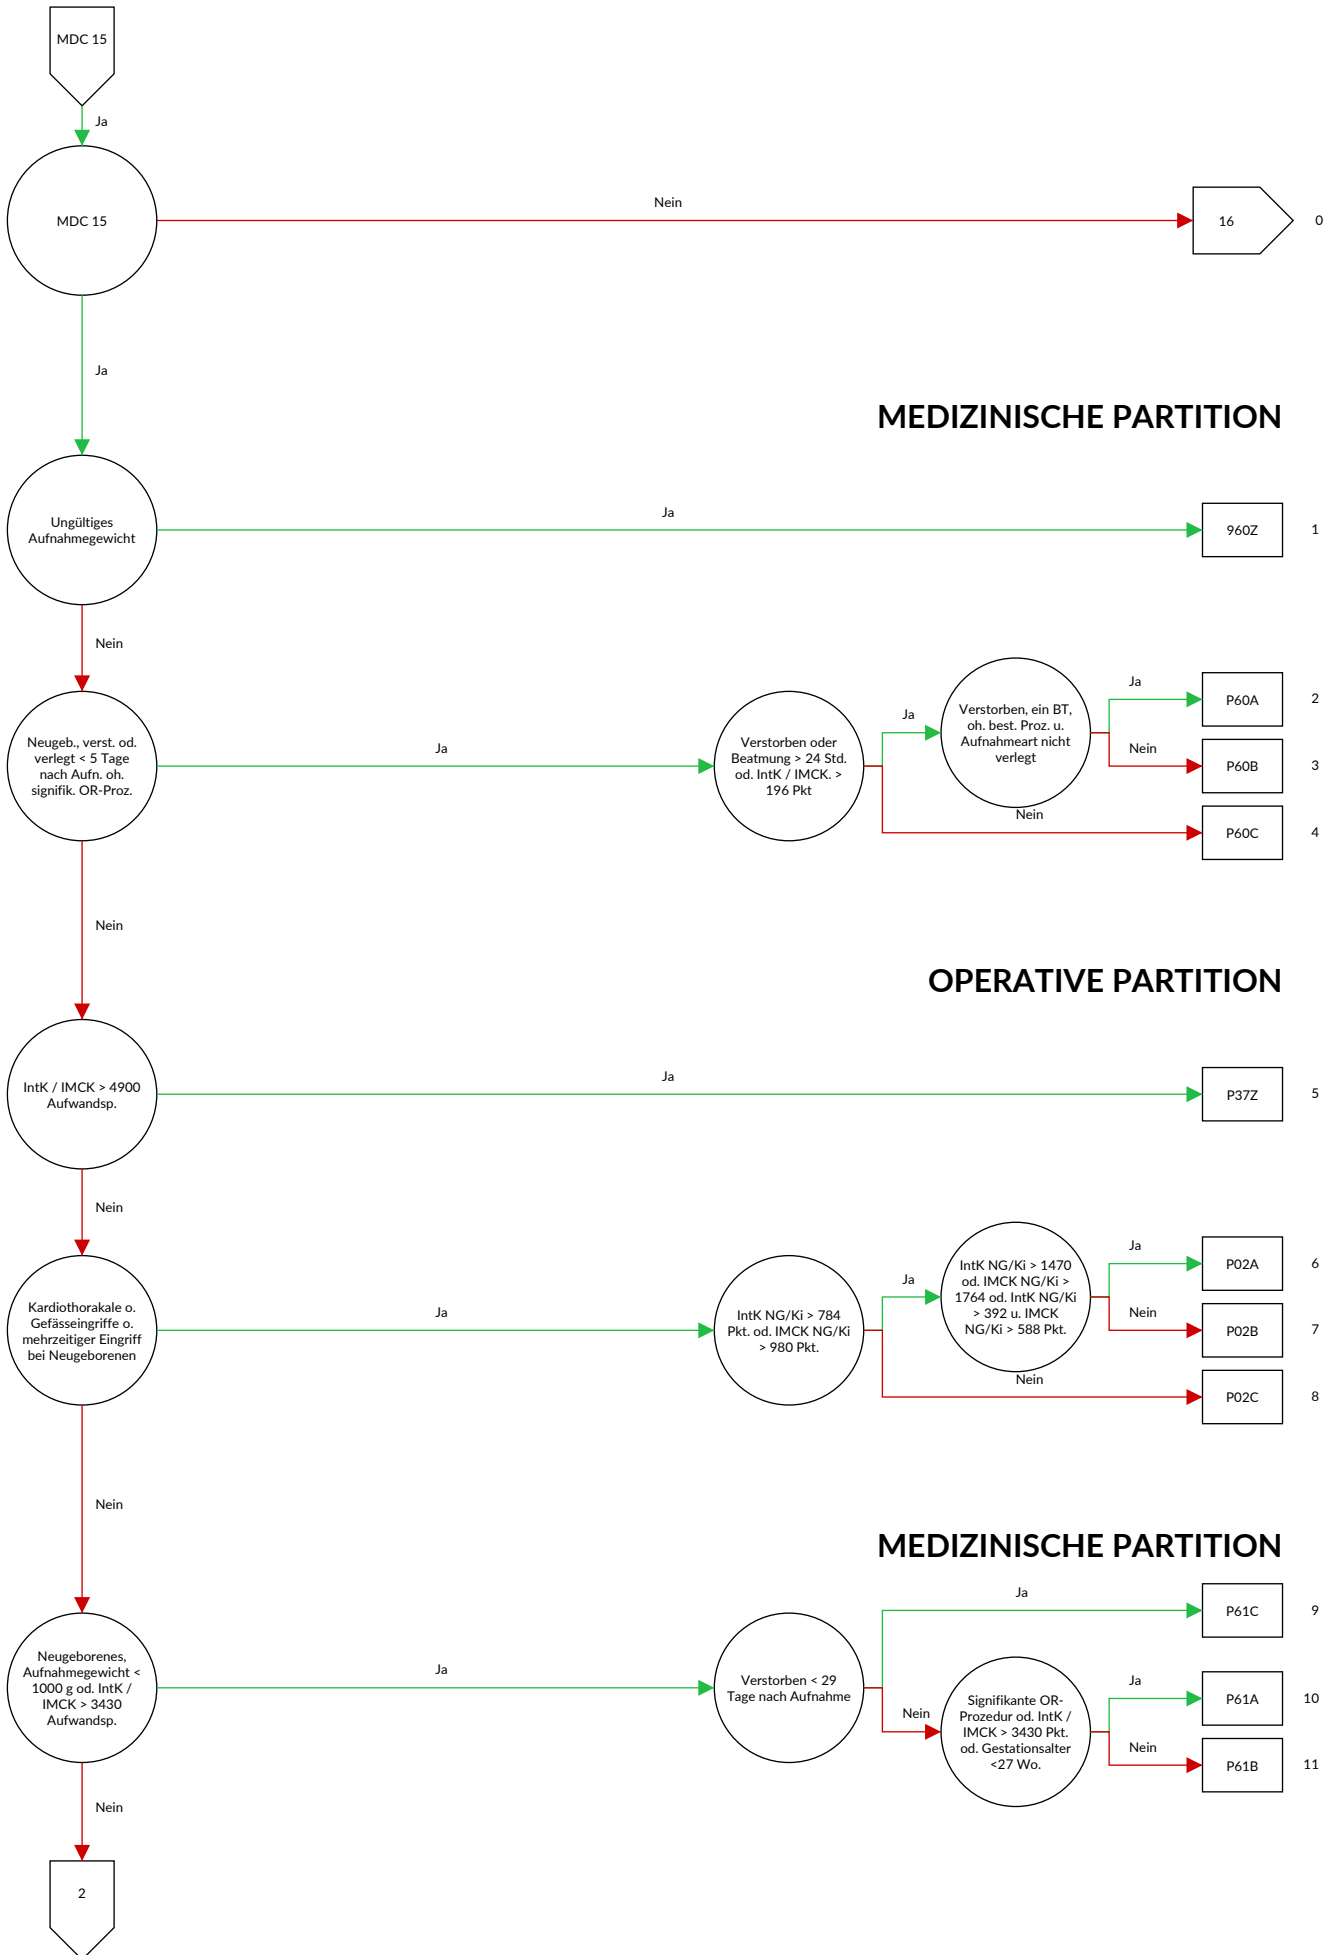 MDC 15
Ja
MDC 15
Nein
16
0
Ja
MEDIZINISCHE PARTITION
Ungültiges
Aufnahmegewicht
Ja
960Z
1
Nein
Neugeb., verst. od.
verlegt < 5 Tage
nach Aufn. oh.
signifik. OR-Proz.
Ja
Verstorben oder
Beatmung > 24 Std.
od. IntK / IMCK. >
196 Pkt
Ja
Verstorben, ein BT,
oh. best. Proz. u.
Aufnahmeart nicht
verlegt
Ja
P60A
2
Nein
P60B
3
Nein
P60C
4
Nein
OPERATIVE PARTITION
IntK / IMCK > 4900
Aufwandsp.
Ja
P37Z
5
Nein
Kardiothorakale o.
Gefässeingriffe o.
mehrzeitiger Eingriff
bei Neugeborenen
Ja
IntK NG/Ki > 784
Pkt. od. IMCK NG/Ki
> 980 Pkt.
Ja
IntK NG/Ki > 1470
od. IMCK NG/Ki >
1764 od. IntK NG/Ki
> 392 u. IMCK
NG/Ki > 588 Pkt.
Ja
P02A
6
Nein
P02B
7
Nein
P02C
8
Nein
MEDIZINISCHE PARTITION
Neugeborenes,
Aufnahmegewicht <
1000 g od. IntK /
IMCK > 3430
Aufwandsp.
Ja
Verstorben < 29
Tage nach Aufnahme
Ja
P61C
9
Nein
Signifikante OR-
Prozedur od. IntK /
IMCK > 3430 Pkt.
od. Gestationsalter
<27 Wo.
Ja
P61A
10
Nein
P61B
11
Nein
2